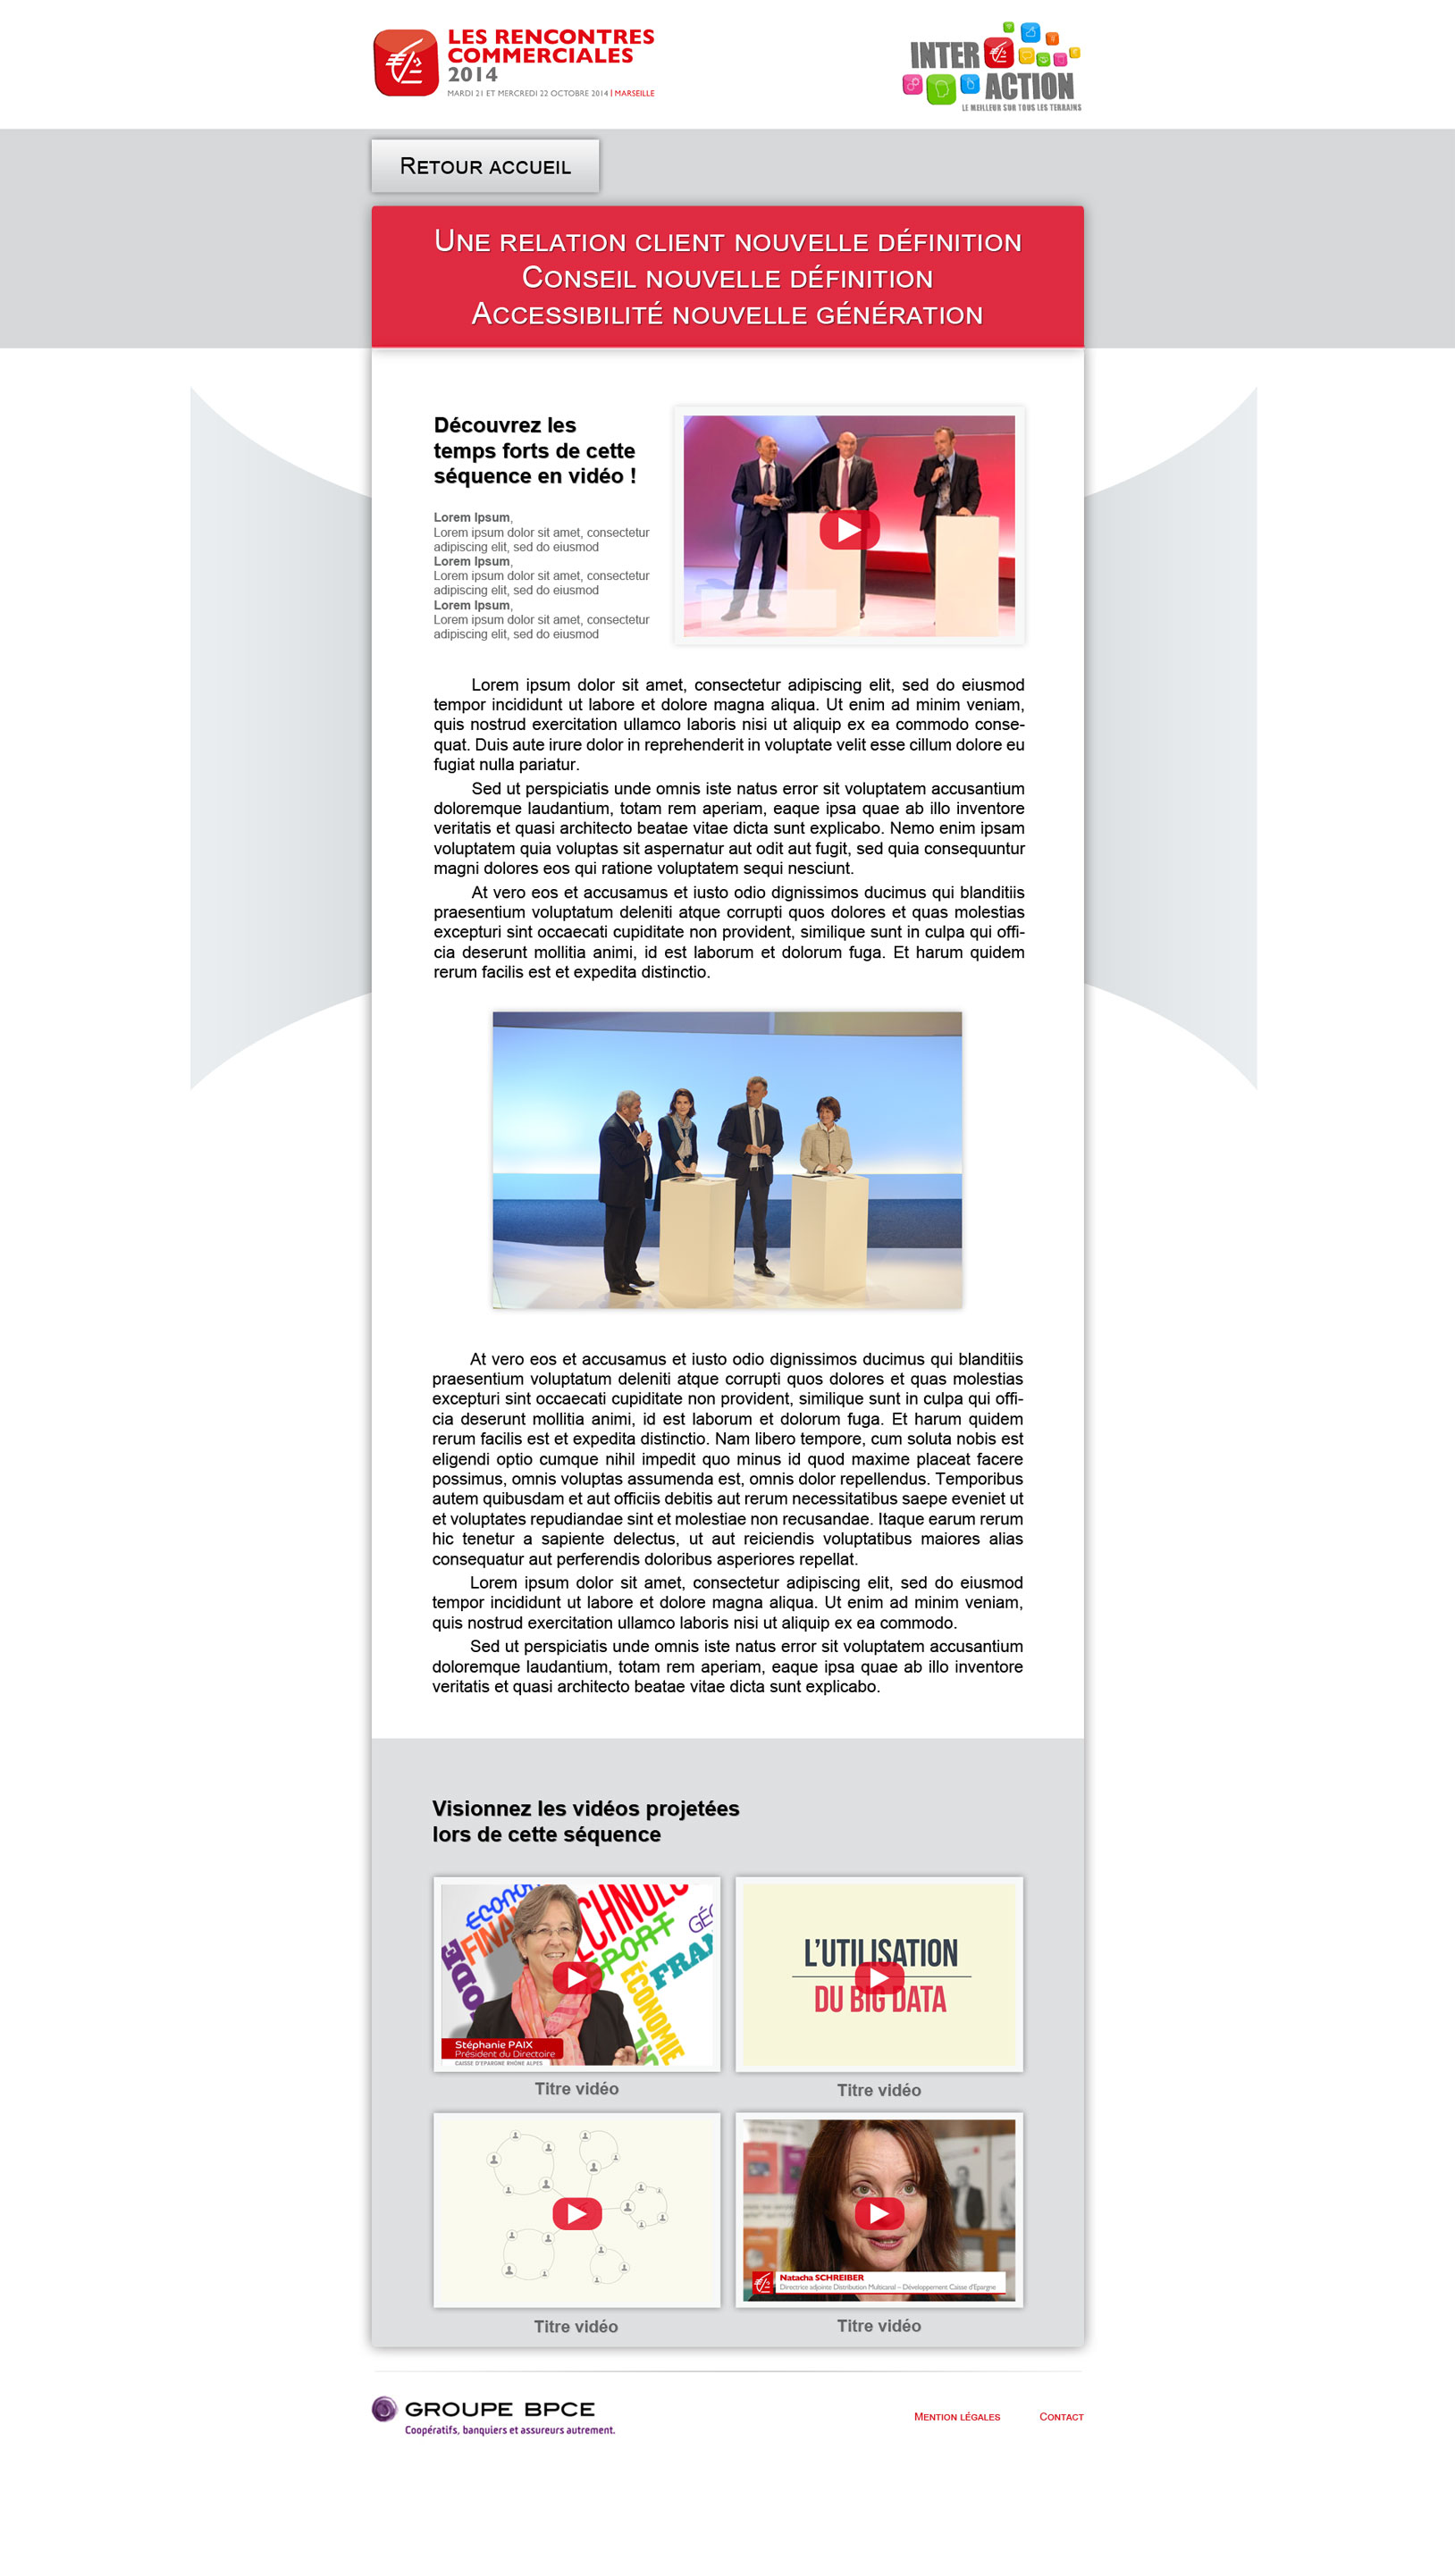 LES RENCONTRES
COMMERCIALES
2014
MARDI 21 ET MERCREDI 22 OCTOBRE 2014 | MARSEILLE
INTER
ACTION
LE MEILLEUR SUR TOUS LES TERRAINS
RETOUR ACCUEIL
UNE RELATION CLIENT NOUVELLE DÉFINITION
CONSEIL NOUVELLE DÉFINITION
ACCESSIBILITÉ NOUVELLE GÉNÉRATION
Découvrez les
temps forts de cette
séquence en vidéo !
Lorem Ipsum,
Lorem ipsum dolor sit amet, consectetur
adipiscing elit, sed do eiusmod
Lorem Ipsum,
Lorem ipsum dolor sit amet, consectetur
adipiscing elit, sed do eiusmod
Lorem Ipsum,
Lorem ipsum dolor sit amet, consectetur
adipiscing elit, sed do eiusmod
Lorem ipsum dolor sit amet, consectetur adipiscing elit, sed do eiusmod
tempor incididunt ut labore et dolore magna aliqua. Ut enim ad minim veniam,
quis nostrud exercitation ullamco laboris nisi ut aliquip ex ea commodo conse-
quat. Duis aute irure dolor in reprehenderit in voluptate velit esse cillum dolore eu
fugiat nulla pariatur.
Sed ut perspiciatis unde omnis iste natus error sit voluptatem accusantium
doloremque laudantium, totam rem aperiam, eaque ipsa quae ab illo inventore
veritatis et quasi architecto beatae vitae dicta sunt explicabo. Nemo enim ipsam
voluptatem quia voluptas sit aspernatur aut odit aut fugit, sed quia consequuntur
magni dolores eos qui ratione voluptatem sequi nesciunt.
At vero eos et accusamus et iusto odio dignissimos ducimus qui blanditiis
praesentium voluptatum deleniti atque corrupti quos dolores et quas molestias
excepturi sint occaecati cupiditate non provident, similique sunt in culpa qui offi-
cia deserunt mollitia animi, id est laborum et dolorum fuga. Et harum quidem
rerum facilis est et expedita distinctio.
At vero eos et accusamus et iusto odio dignissimos ducimus qui blanditiis
praesentium voluptatum deleniti atque corrupti quos dolores et quas molestias
excepturi sint occaecati cupiditate non provident, similique sunt in culpa qui offi-
cia deserunt mollitia animi, id est laborum et dolorum fuga. Et harum quidem
rerum facilis est et expedita distinctio. Nam libero tempore, cum soluta nobis est
eligendi optio cumque nihil impedit quo minus id quod maxime placeat facere
possimus, omnis voluptas assumenda est, omnis dolor repellendus. Temporibus
autem quibusdam et aut officiis debitis aut rerum necessitatibus saepe eveniet ut
et voluptates repudiandae sint et molestiae non recusandae. Itaque earum rerum
hic tenetur a sapiente delectus, ut aut reiciendis voluptatibus maiores alias
consequatur aut perferendis doloribus asperiores repellat.
Lorem ipsum dolor sit amet, consectetur adipiscing elit, sed do eiusmod
tempor incididunt ut labore et dolore magna aliqua. Ut enim ad minim veniam,
quis nostrud exercitation ullamco laboris nisi ut aliquip ex ea commodo.
Sed ut perspiciatis unde omnis iste natus error sit voluptatem accusantium
doloremque laudantium, totam rem aperiam, eaque ipsa quae ab illo inventore
veritatis et quasi architecto beatae vitae dicta sunt explicabo.
Visionnez les vidéos projetées
lors de cette séquence
ÉCONOMIE
Stéphanie PAIX
Président du Directoire
CAISSE D'EPARGNE RHÔNE ALPES
L'UTILISATION
DU BIG DATA
Titre vidéo
Titre vidéo
Natacha SCHREIBER
Directrice adjointe Distribution Multicanal – Développement Caisse d'Epargne
Titre vidéo
Titre vidéo
GROUPE BPCE
Coopératifs, banquiers et assureurs autrement.
MENTION LÉGALES
CONTACT